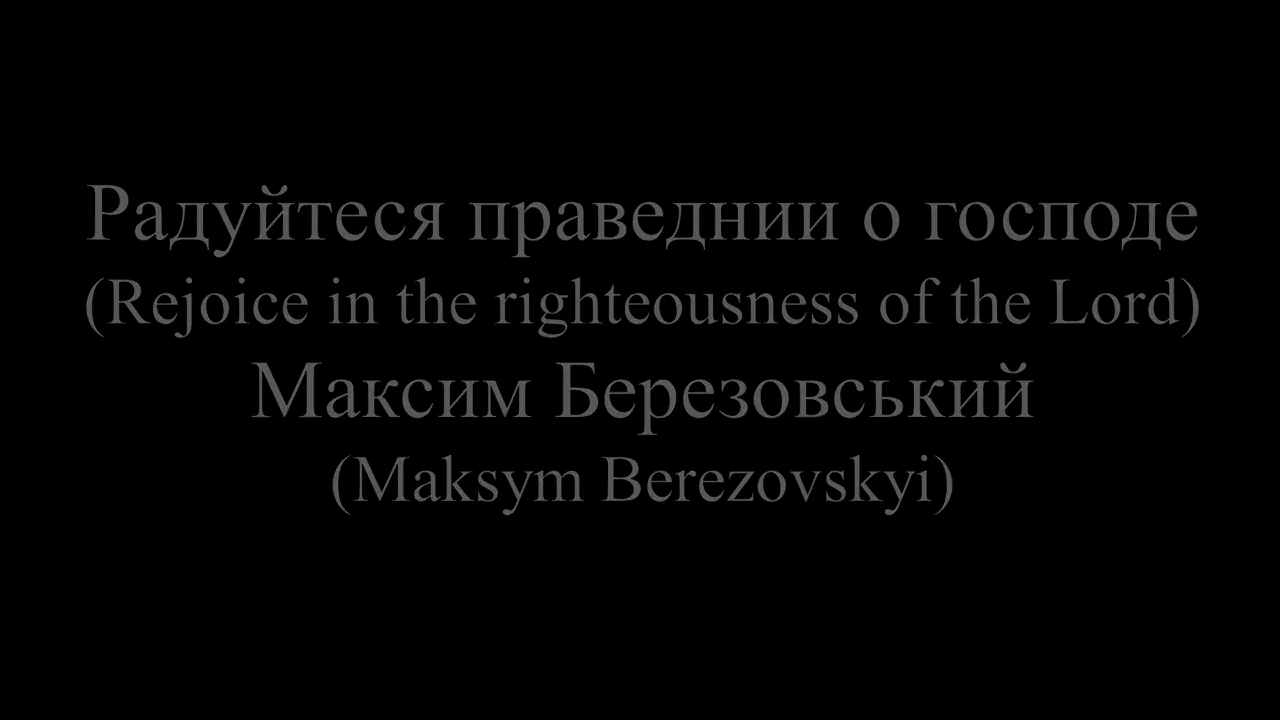 Радуйтеся праведнии о господе
(Rejoice in the righteousness of the Lord)
Максим Березовський
(Maksym Berezovskyi)